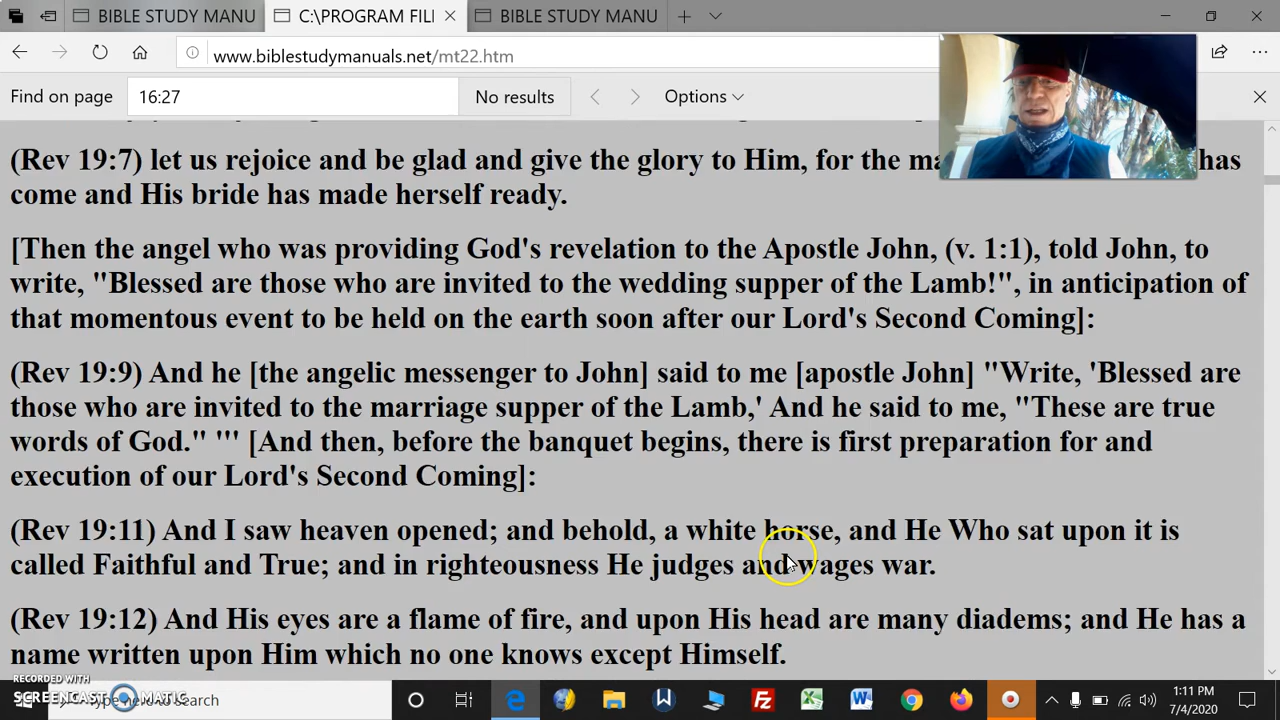 BIBLE STUDY MANU
C:\PROGRAM FILI
BIBLE STUDY MANU
www.biblestudymanuals.net/mt22.htm
Find on page
16:27
No results
Options
(Rev 19:7) let us rejoice and be glad and give the glory to Him, for the ma has
come and His bride has made herself ready.
[Then the angel who was providing God's revelation to the Apostle John, (v. 1:1), told John, to
write, "Blessed are those who are invited to the wedding supper of the Lamb!", in anticipation of
that momentous event to be held on the earth soon after our Lord's Second Coming]:
(Rev 19:9) And he [the angelic messenger to John] said to me [apostle John] "Write, 'Blessed are
those who are invited to the marriage supper of the Lamb,' And he said to me, "These are true
words of God." '" [And then, before the banquet begins, there is first preparation for and
execution of our Lord's Second Coming]:
(Rev 19:11) And I saw heaven opened; and behold, a white horse, and He Who sat upon it is
called Faithful and True; and in righteousness He judges and wages war.
(Rev 19:12) And His eyes are a flame of fire, and upon His head are many diadems; and He has a
name written upon Him which no one knows except Himself.
RECORDED WITH
SCREENCAST MATIC
Type here to search
1:11 PM
7/4/2020